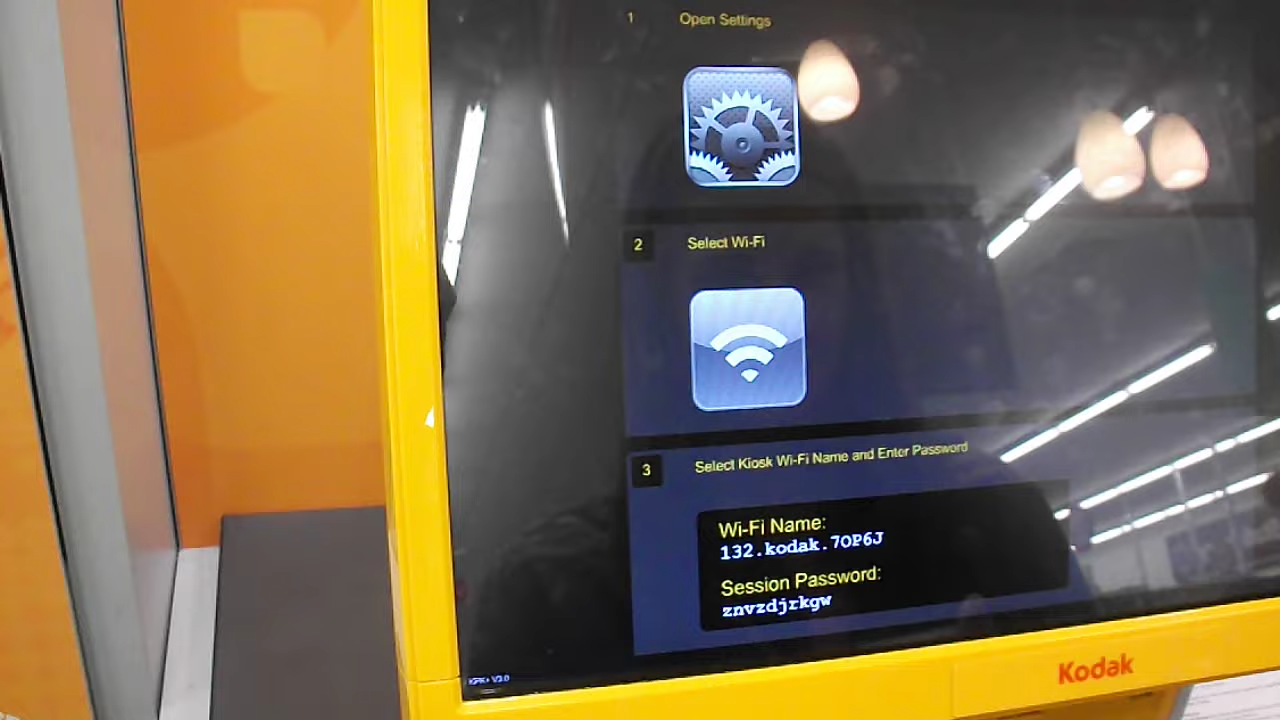 1 Open Settings
2 Select Wi-Fi
3 Select Kiosk Wi-Fi Name and Enter Password
Wi-Fi Name:
132.kodak.7OP6J
Session Password:
znvzdjrkgw
Kodak